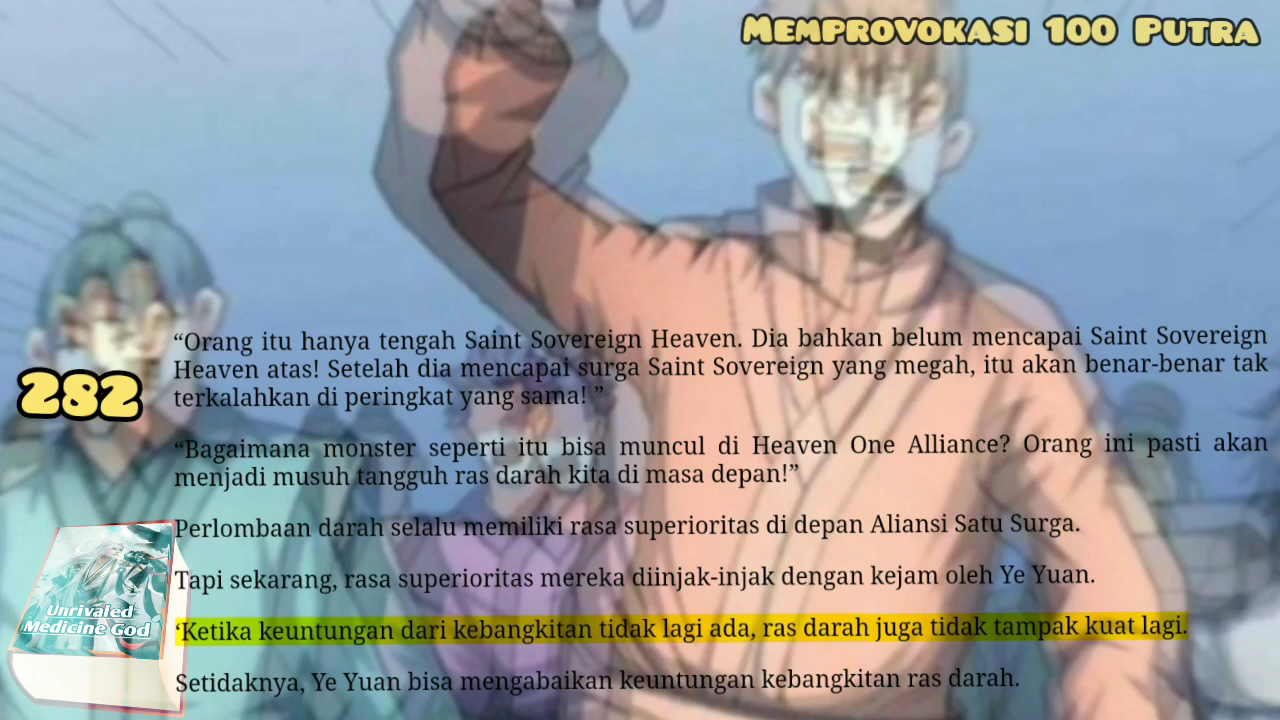 Memprovokasi 100 Putra
“Orang itu hanya tengah Saint Sovereign Heaven. Dia bahkan belum mencapai Saint Sovereign
Heaven atas! Setelah dia mencapai surga Saint Sovereign yang megah, itu akan benar-benar tak
terkalahkan di peringkat yang sama! ”
282
“Bagaimana monster seperti itu bisa muncul di Heaven One Alliance? Orang ini pasti akan
menjadi musuh tangguh ras darah kita di masa depan!”
Perlombaan darah selalu memiliki rasa superioritas di depan Aliansi Satu Surga.
Tapi sekarang, rasa superioritas mereka diinjak-injak dengan kejam oleh Ye Yuan.
‘Ketika keuntungan dari kebangkitan tidak lagi ada, ras darah juga tidak tampak kuat lagi.
Setidaknya, Ye Yuan bisa mengabaikan keuntungan kebangkitan ras darah.
Unrivaled
Medicine God